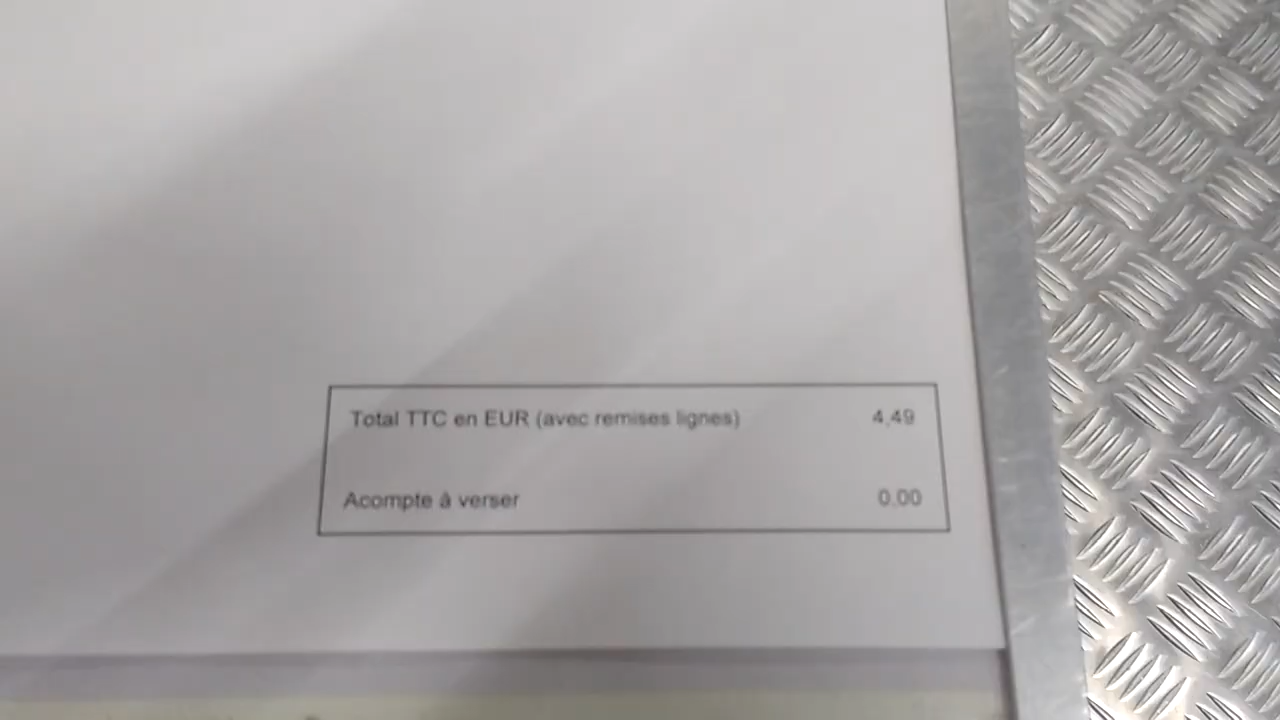 Total TTC en EUR (avec remises lignes) 4,49
Acompte à verser 0,00